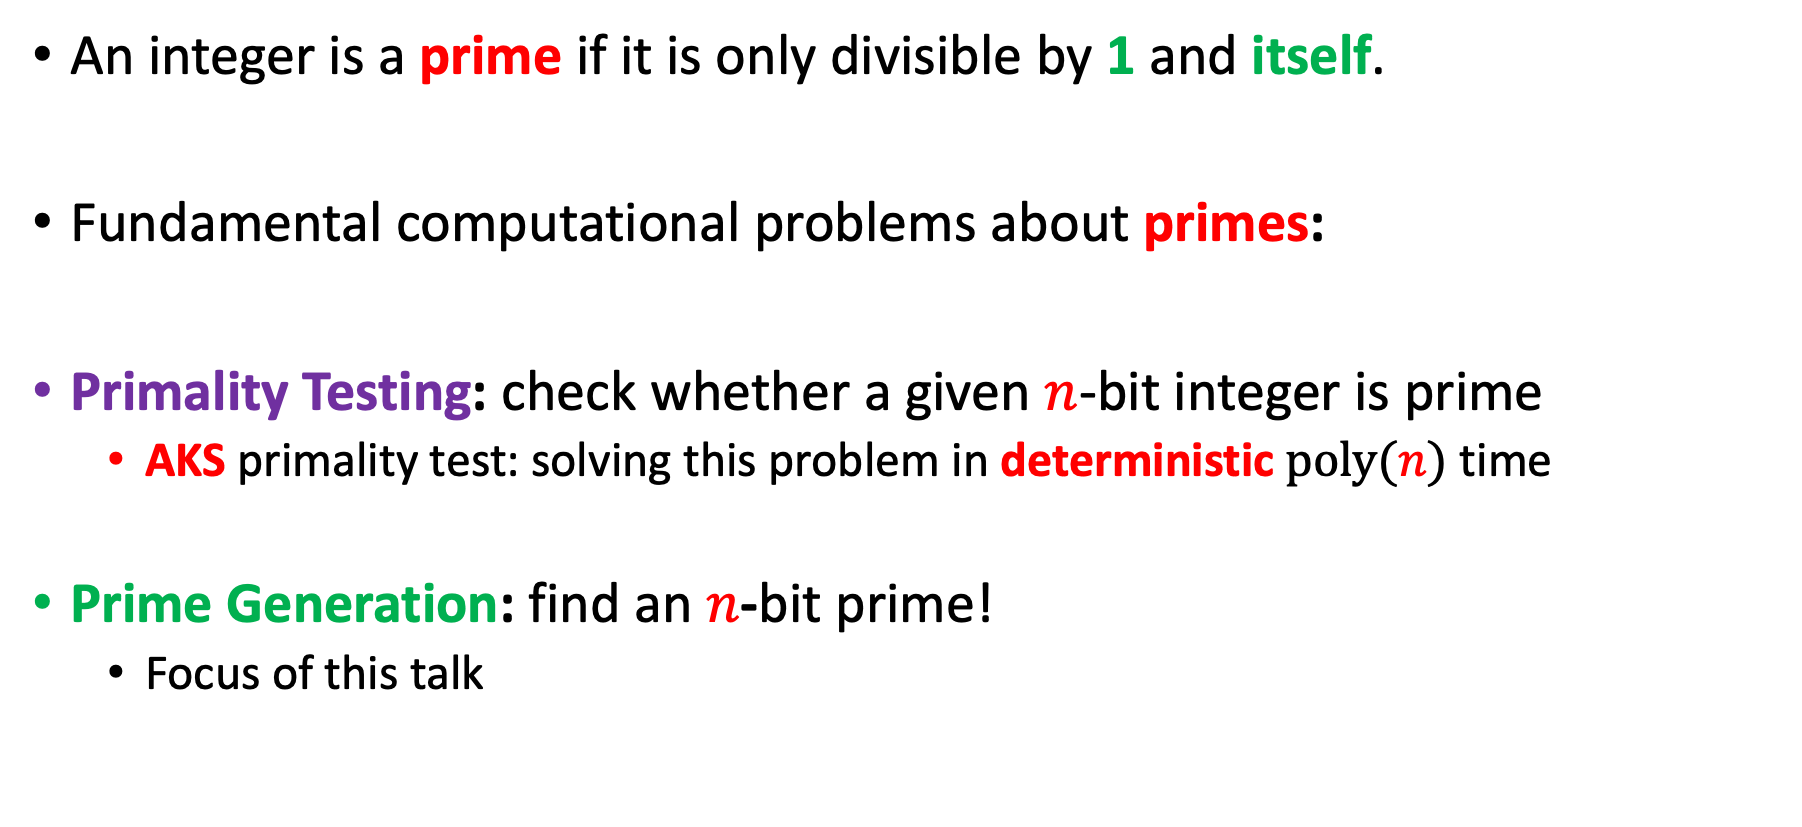 • An integer is a prime if it is only divisible by 1 and itself.
• Fundamental computational problems about primes:
• Primality Testing: check whether a given n-bit integer is prime
• AKS primality test: solving this problem in deterministic poly(n) time
• Prime Generation: find an n-bit prime!
• Focus of this talk